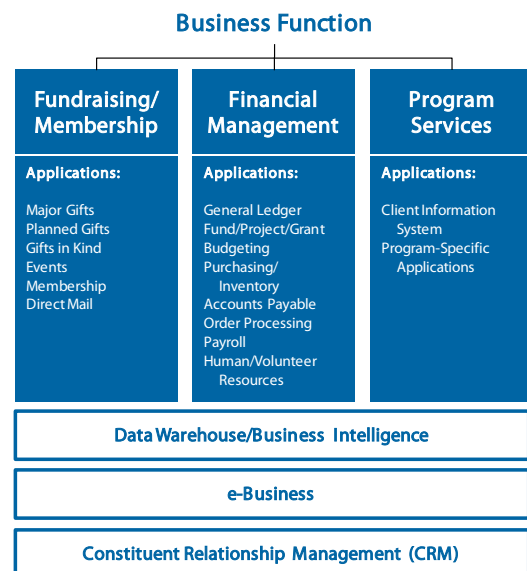 Business Function
Fundraising/
Membership
Applications:
Major Gifts
Planned Gifts
Gifts in Kind
Events
Membership
Direct Mail
Financial
Management
Applications:
General Ledger
Fund/Project/Grant
Budgeting
Purchasing/
Inventory
Accounts Payable
Order Processing
Payroll
Human/Volunteer
Resources
Program
Services
Applications:
Client Information
System
Program-Specific
Applications
Data Warehouse/Business Intelligence
e-Business
Constituent Relationship Management (CRM)